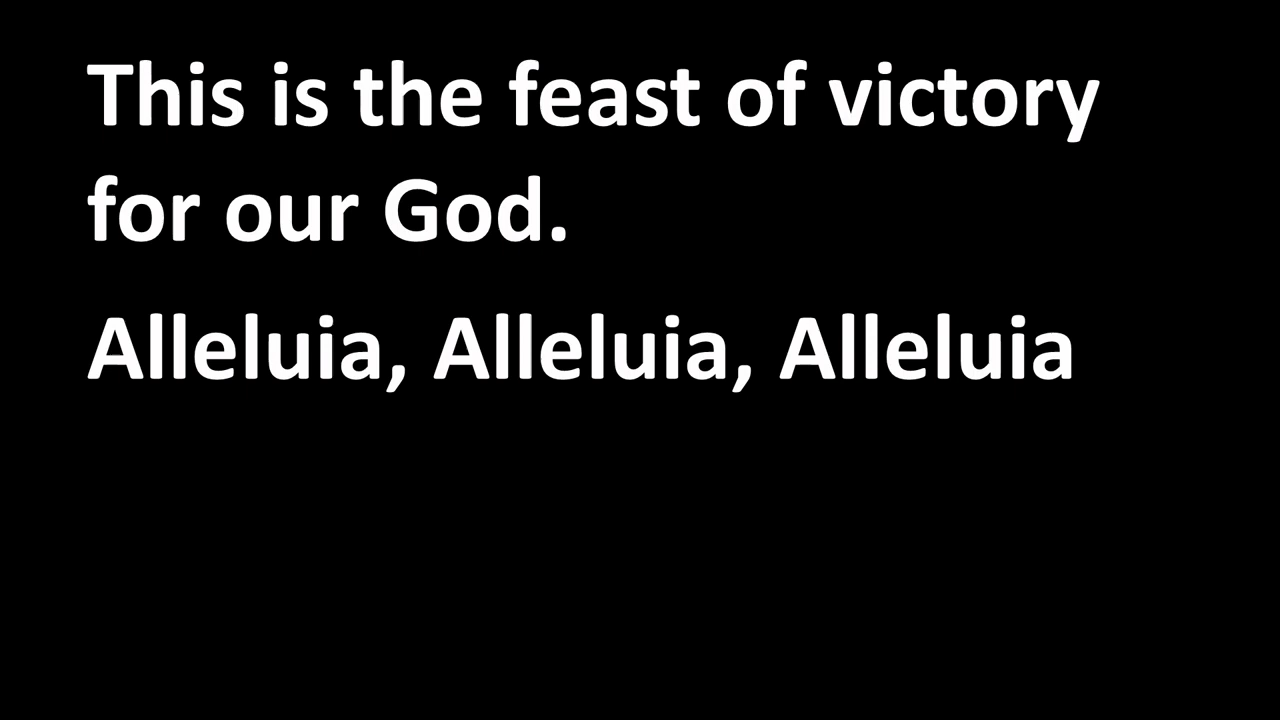 This is the feast of victory
for our God.
Alleluia, Alleluia, Alleluia